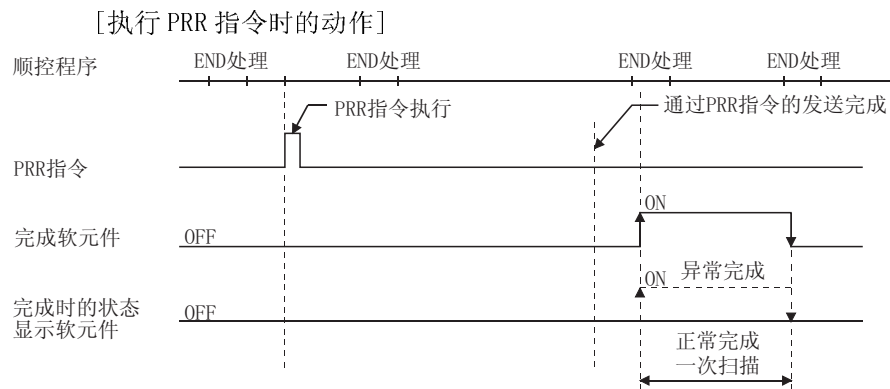 [执行 PRR 指令时的动作]
顺控程序
END处理
END处理
END处理
END处理
PRR指令执行
通过PRR指令的发送完成
PRR指令
ON
完成软元件
OFF
ON
异常完成
完成时的状态
显示软元件
OFF
正常完成
一次扫描